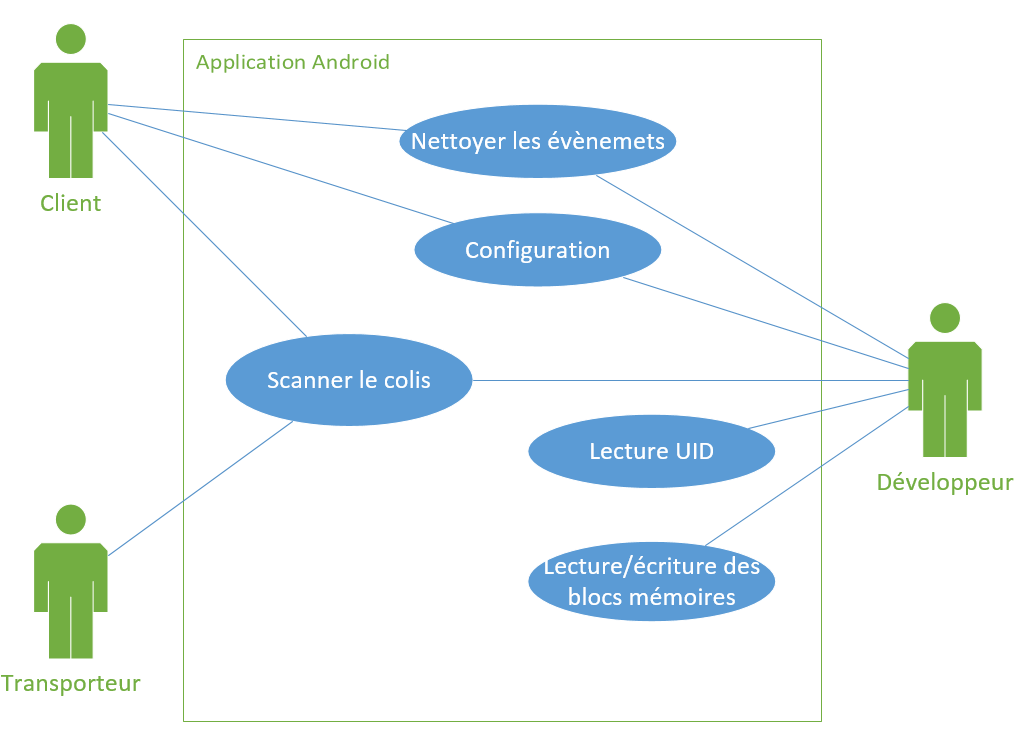 Application Android
Client
Nettoyer les évènemets
Configuration
Scanner le colis
Lecture UID
Développeur
Lecture/écriture des
blocs mémoires
Transporteur